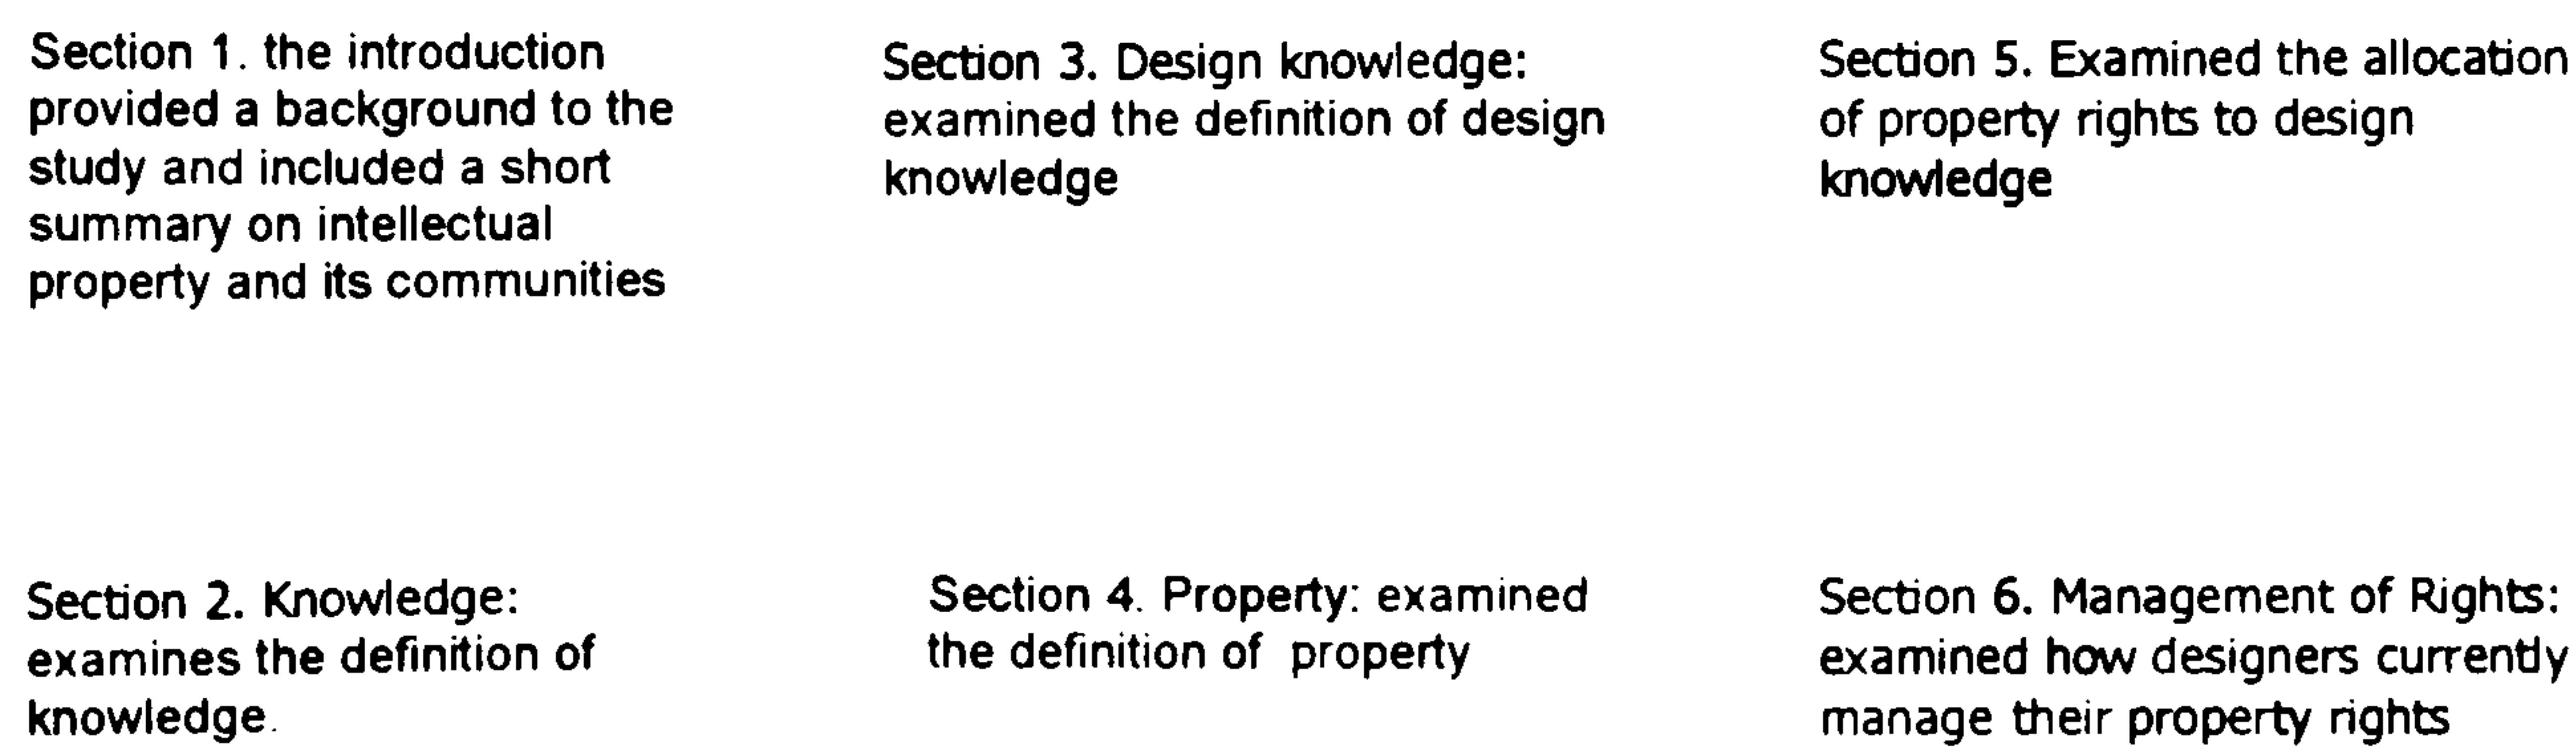 Section 1. the introduction
provided a background to the
study and included a short
summary on intellectual
property and its communities
Section 2. Knowledge:
examines the definition of
knowledge.
Section 3. Design knowledge:
examined the definition of design
knowledge
Section 4. Property: examined
the definition of property
Section 5. Examined the allocation
of property rights to design
knowledge
Section 6. Management of Rights:
examined how designers currently
manage their property rights